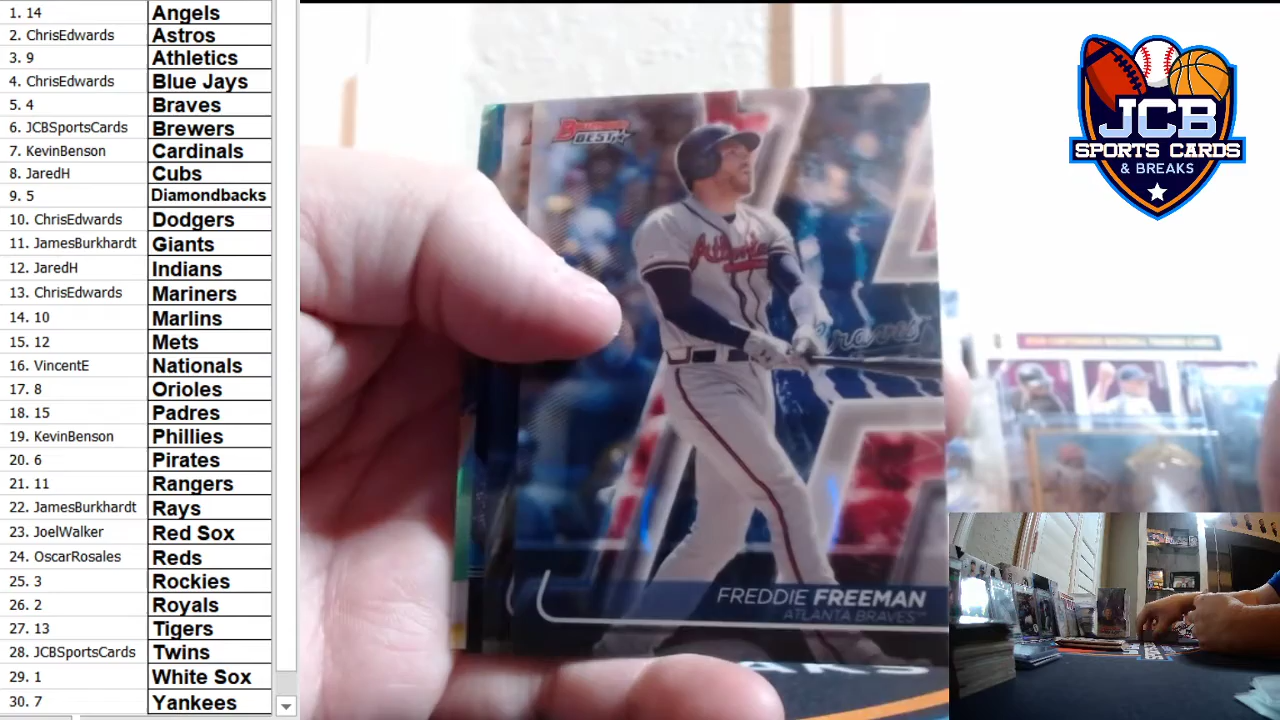 1. 14 Angels
2. ChrisEdwards Astros
3. 9 Athletics
4. ChrisEdwards Blue Jays
5. 4 Braves
6. JCBSportsCards Brewers
7. KevinBenson Cardinals
8. JaredH Cubs
9. 5 Diamondbacks
10. ChrisEdwards Dodgers
11. JamesBurkhardt Giants
12. JaredH Indians
13. ChrisEdwards Mariners
14. 10 Marlins
15. 12 Mets
16. VincentE Nationals
17. 8 Orioles
18. 15 Padres
19. KevinBenson Phillies
20. 6 Pirates
21. 11 Rangers
22. JamesBurkhardt Rays
23. JoelWalker Red Sox
24. OscarRosales Reds
25. 3 Rockies
26. 2 Royals
27. 13 Tigers
28. JCBSportsCards Twins
29. 1 White Sox
30. 7 Yankees
BOWMAN'S
BEST
Atlanta
Braves™
FREDDIE FREEMAN
ATLANTA BRAVES™
JCB
SPORTS CARDS
& BREAKS